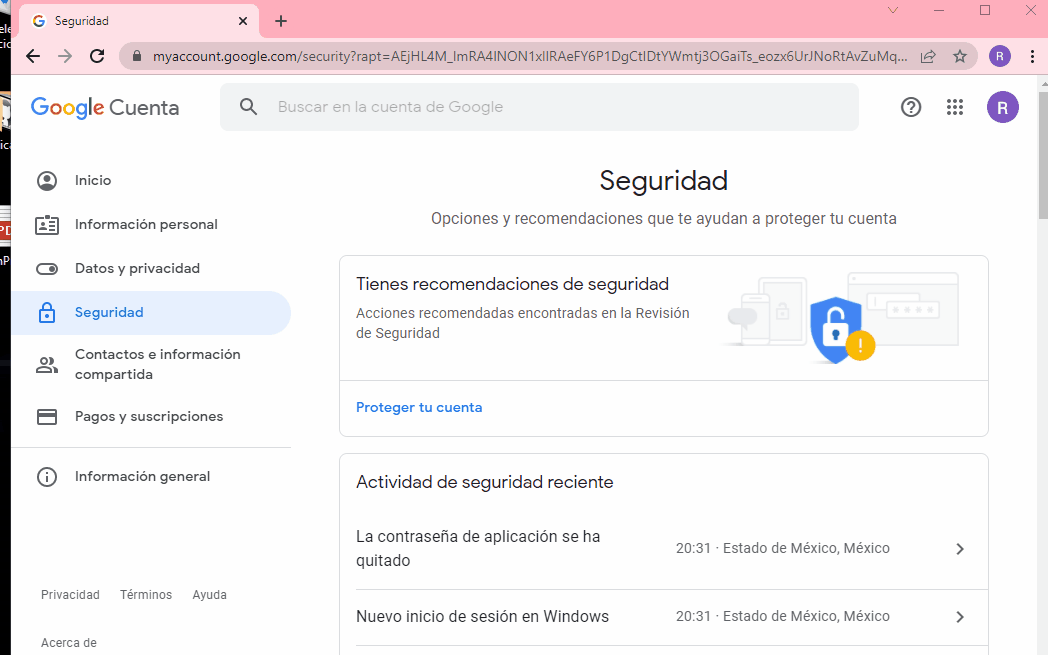 Seguridad
myaccount.google.com/security?rapt=AEjHL4M_ImRA4INON1xIlRAeFY6P1DgCtIDtYWmtj3OGaiTs_eozx6UrJNoRtAvZuMq...
R
Google Cuenta
Buscar en la cuenta de Google
R
Inicio
Información personal
Datos y privacidad
Seguridad
Contactos e información
compartida
Pagos y suscripciones
Información general
Privacidad Términos Ayuda
Acerca de
Seguridad
Opciones y recomendaciones que te ayudan a proteger tu cuenta
Tienes recomendaciones de seguridad
Acciones recomendadas encontradas en la Revisión
de Seguridad
Proteger tu cuenta
Actividad de seguridad reciente
La contraseña de aplicación se ha
quitado
20:31 · Estado de México, México
Nuevo inicio de sesión en Windows
20:31 · Estado de México, México